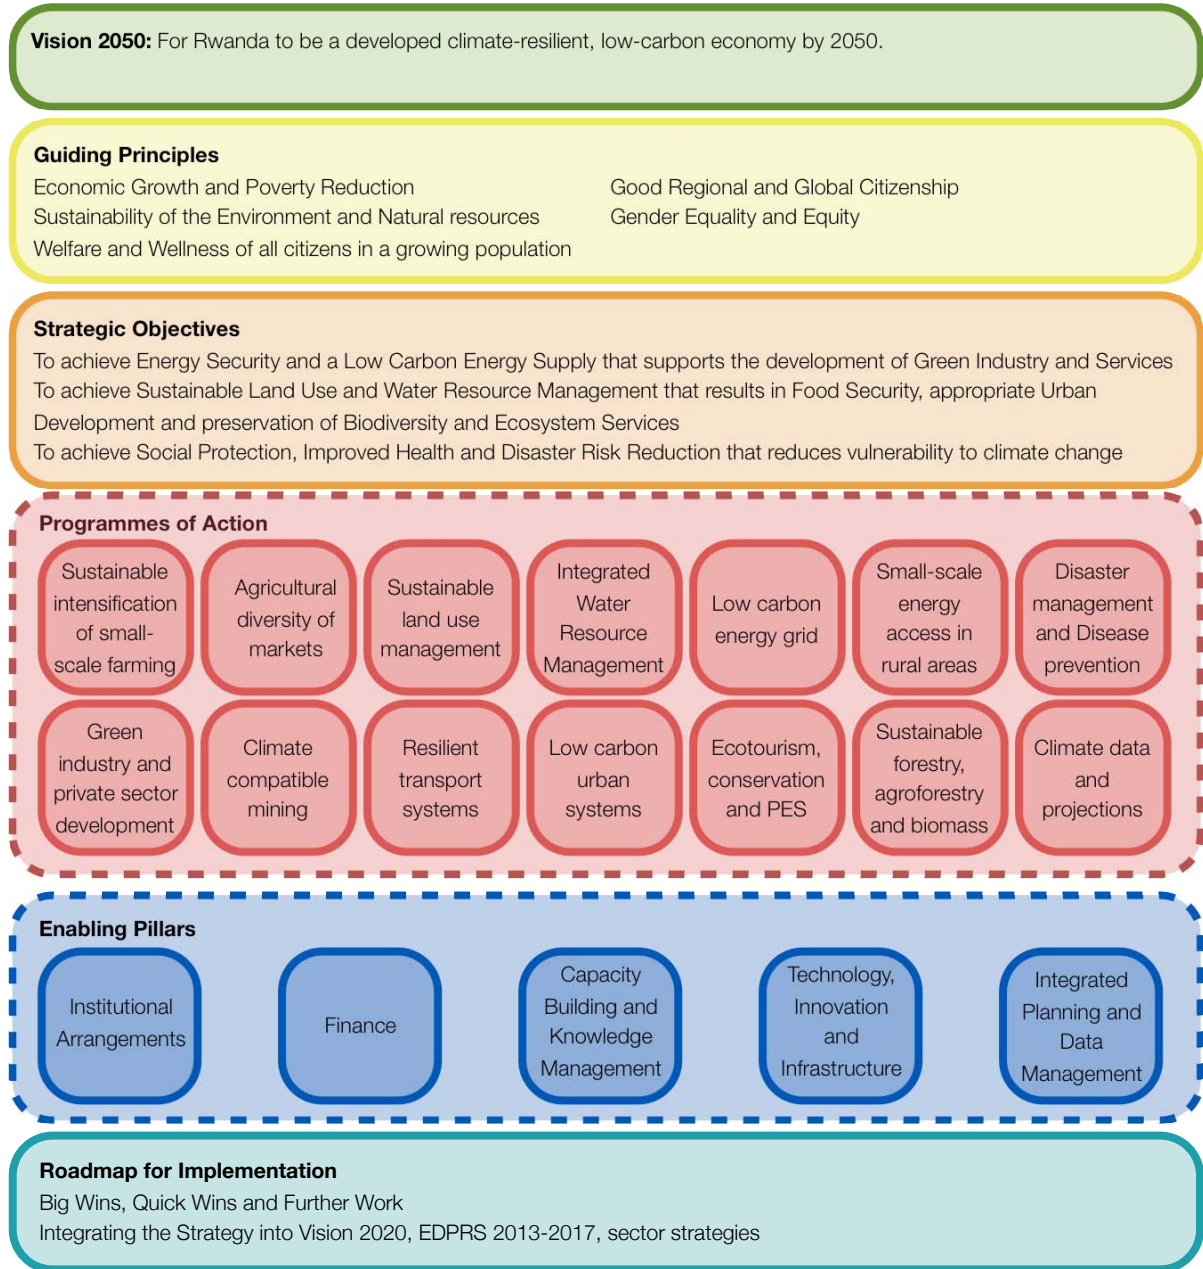 Vision 2050: For Rwanda to be a developed climate-resilient, low-carbon economy by 2050.
Guiding Principles
Economic Growth and Poverty Reduction
Sustainability of the Environment and Natural resources
Welfare and Wellness of all citizens in a growing population
Good Regional and Global Citizenship
Gender Equality and Equity
Strategic Objectives
To achieve Energy Security and a Low Carbon Energy Supply that supports the development of Green Industry and Services
To achieve Sustainable Land Use and Water Resource Management that results in Food Security, appropriate Urban
Development and preservation of Biodiversity and Ecosystem Services
To achieve Social Protection, Improved Health and Disaster Risk Reduction that reduces vulnerability to climate change
Programmes of Action
Sustainable
intensification
of small-
scale farming
Agricultural
diversity of
markets
Sustainable
land use
management
Integrated
Water
Resource
Management
Low carbon
energy grid
Small-scale
energy
access in
rural areas
Disaster
management
and Disease
prevention
Green
industry and
private sector
development
Climate
compatible
mining
Resilient
transport
systems
Low carbon
urban
systems
Ecotourism,
conservation
and PES
Sustainable
forestry,
agroforestry
and biomass
Climate data
and
projections
Enabling Pillars
Institutional
Arrangements
Finance
Capacity
Building and
Knowledge
Management
Technology,
Innovation
and
Infrastructure
Integrated
Planning and
Data
Management
Roadmap for Implementation
Big Wins, Quick Wins and Further Work
Integrating the Strategy into Vision 2020, EDPRS 2013-2017, sector strategies